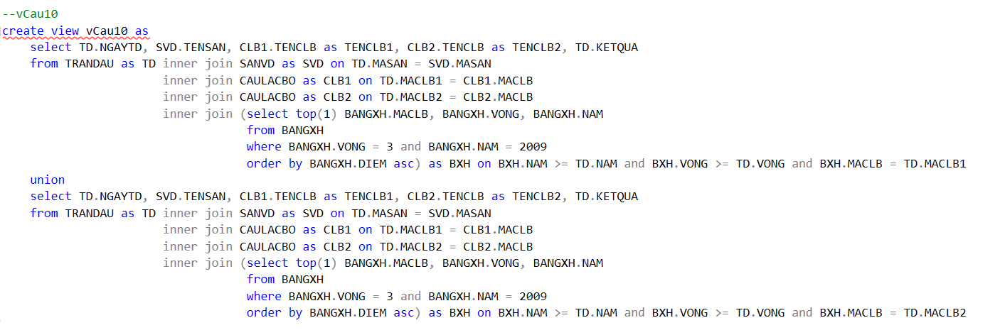 --vCau10
create view vCau10 as
select TD.NGAYTD, SVD.TENSAN, CLB1.TENCLB as TENCLB1, CLB2.TENCLB as TENCLB2, TD.KETQUA
from TRANDAU as TD inner join SANVD as SVD on TD.MASAN = SVD.MASAN
inner join CAULACBO as CLB1 on TD.MACLB1 = CLB1.MACLB
inner join CAULACBO as CLB2 on TD.MACLB2 = CLB2.MACLB
inner join (select top(1) BANGXH.MACLB, BANGXH.VONG, BANGXH.NAM
from BANGXH
where BANGXH.VONG = 3 and BANGXH.NAM = 2009
order by BANGXH.DIEM asc) as BXH on BXH.NAM >= TD.NAM and BXH.VONG >= TD.VONG and BXH.MACLB = TD.MACLB1
union
select TD.NGAYTD, SVD.TENSAN, CLB1.TENCLB as TENCLB1, CLB2.TENCLB as TENCLB2, TD.KETQUA
from TRANDAU as TD inner join SANVD as SVD on TD.MASAN = SVD.MASAN
inner join CAULACBO as CLB1 on TD.MACLB1 = CLB1.MACLB
inner join CAULACBO as CLB2 on TD.MACLB2 = CLB2.MACLB
inner join (select top(1) BANGXH.MACLB, BANGXH.VONG, BANGXH.NAM
from BANGXH
where BANGXH.VONG = 3 and BANGXH.NAM = 2009
order by BANGXH.DIEM asc) as BXH on BXH.NAM >= TD.NAM and BXH.VONG >= TD.VONG and BXH.MACLB = TD.MACLB2